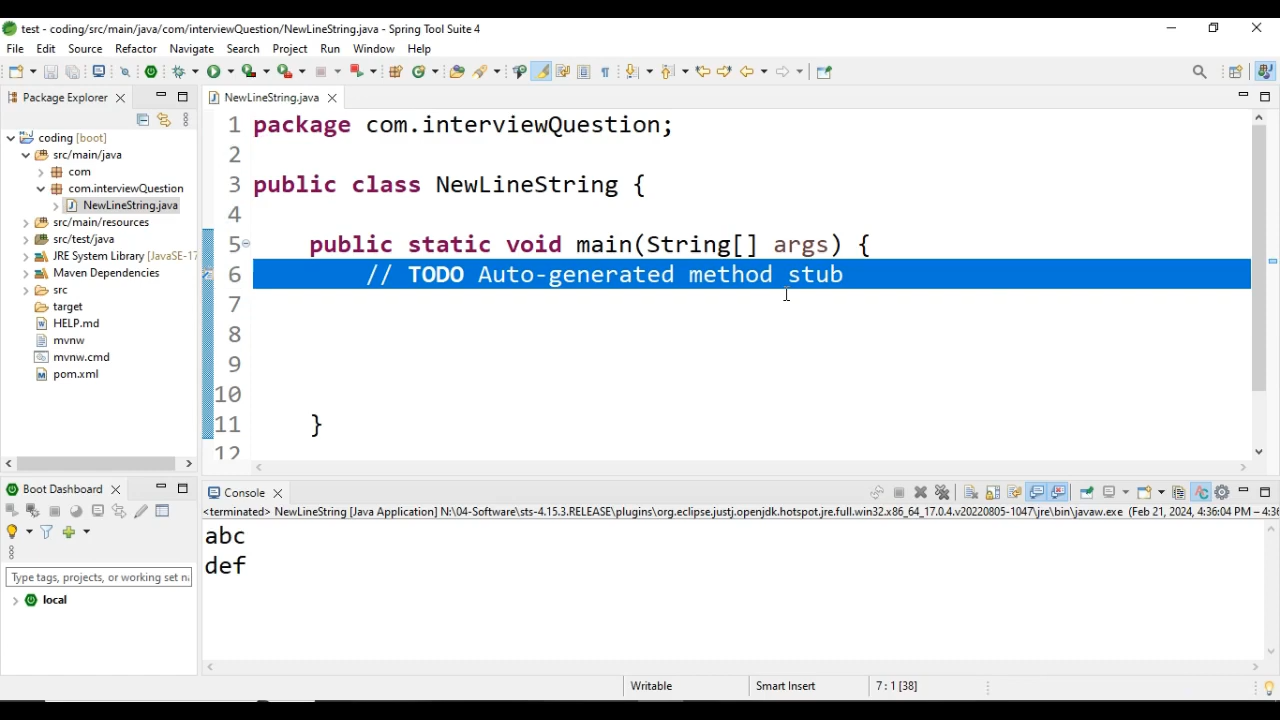 test - coding/src/main/java/com/interviewQuestion/NewLineString.java - Spring Tool Suite 4
File Edit Source Refactor Navigate Search Project Run Window Help
Package Explorer
coding [boot]
src/main/java
com
com.interviewQuestion
NewLineString.java
src/main/resources
src/test/java
JRE System Library [JavaSE-17
Maven Dependencies
src
target
HELP.md
mvnw
mvnw.cmd
pom.xml
NewLineString.java
1 package com.interviewQuestion;
2
3 public class NewLineString {
4
5 public static void main(String[] args) {
6 // TODO Auto-generated method stub
7
8
9
10
11 }
12
Boot Dashboard
Type tags, projects, or working set n
local
Console
<terminated> NewLineString [Java Application] N:\04-Software\sts-4.15.3.RELEASE\plugins\org.eclipse.justj.openjdk.hotspot.jre.full.win32.x86_64_17.0.4.v20220805-1047\jre\bin\javaw.exe (Feb 21, 2024, 4:36:04 PM – 4:36
abc
def
Writable Smart Insert 7 : 1 [38]